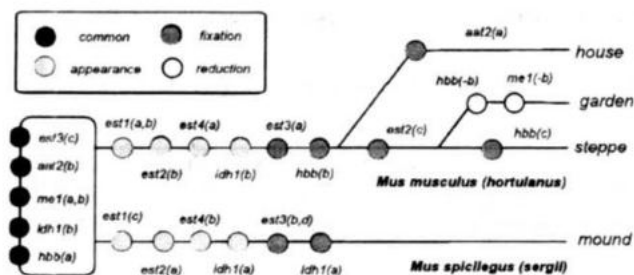 common fixation
appearance reduction
aat2(a) house
hbb(-b) me1(-b) garden
est3(c)
aat2(b)
me1(a,b)
idh1(b)
hbb(a)
est1(a,b) est4(a) est3(a) est2(c) hbb(c) steppe
est2(b) idh1(b) hbb(b)
Mus musculus (hortulanus)
est1(c) est4(b) est3(b,d) mound
est2(a) idh1(a) idh1(a)
Mus spicilegus (sergii)